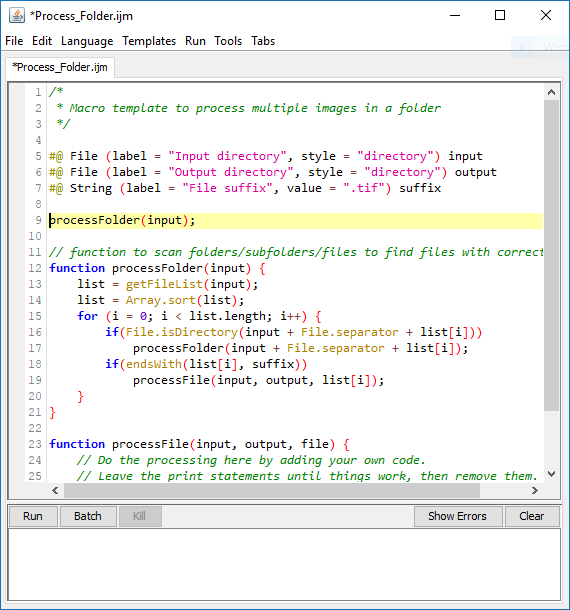 *Process_Folder.ijm
File Edit Language Templates Run Tools Tabs
*Process_Folder.ijm
1 /*
2  * Macro template to process multiple images in a folder
3  */
4
5 #@ File (label = "Input directory", style = "directory") input
6 #@ File (label = "Output directory", style = "directory") output
7 #@ String (label = "File suffix", value = ".tif") suffix
8
9 processFolder(input);
10
11 // function to scan folders/subfolders/files to find files with correct
12 function processFolder(input) {
13     list = getFileList(input);
14     list = Array.sort(list);
15     for (i = 0; i < list.length; i++) {
16         if(File.isDirectory(input + File.separator + list[i]))
17             processFolder(input + File.separator + list[i]);
18         if(endsWith(list[i], suffix))
19             processFile(input, output, list[i]);
20     }
21 }
22
23 function processFile(input, output, file) {
24     // Do the processing here by adding your own code.
25     // Leave the print statements until things work, then remove them.
Run Batch Kill Show Errors Clear